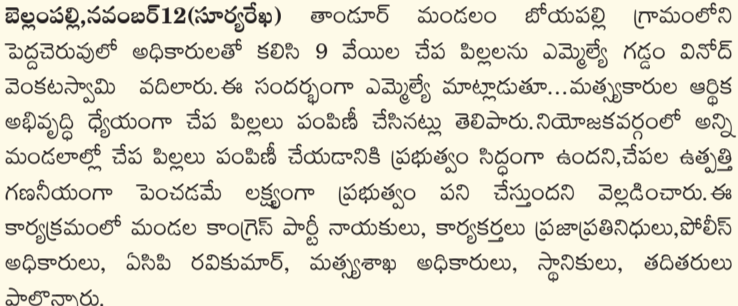 బెల్లంపల్లి,నవంబర్12(సూర్యరేఖ) తాండూర్ మండలం బోయపల్లి గ్రామంలోని
పెద్దచెరువులో అధికారులతో కలిసి 9 వేయిల చేప పిల్లలను ఎమ్మెల్యే గడ్డం వినోద్
వెంకటస్వామి వదిలారు.ఈ సందర్భంగా ఎమ్మెల్యే మాట్లాడుతూ...మత్స్యకారుల ఆర్థిక
అభివృద్ధి ధ్యేయంగా చేప పిల్లలు పంపిణీ చేసినట్లు తెలిపారు.నియోజకవర్గంలో అన్ని
మండలాల్లో చేప పిల్లలు పంపిణీ చేయడానికి ప్రభుత్వం సిద్ధంగా ఉందని,చేపల ఉత్పత్తి
గణనీయంగా పెంచడమే లక్ష్యంగా ప్రభుత్వం పని చేస్తుందని వెల్లడించారు.ఈ
కార్యక్రమంలో మండల కాంగ్రెస్ పార్టీ నాయకులు, కార్యకర్తలు ప్రజాప్రతినిధులు,పోలీస్
అధికారులు, ఏసిపి రవికుమార్, మత్స్యశాఖ అధికారులు, స్థానికులు, తదితరులు
పాల్గొన్నారు.